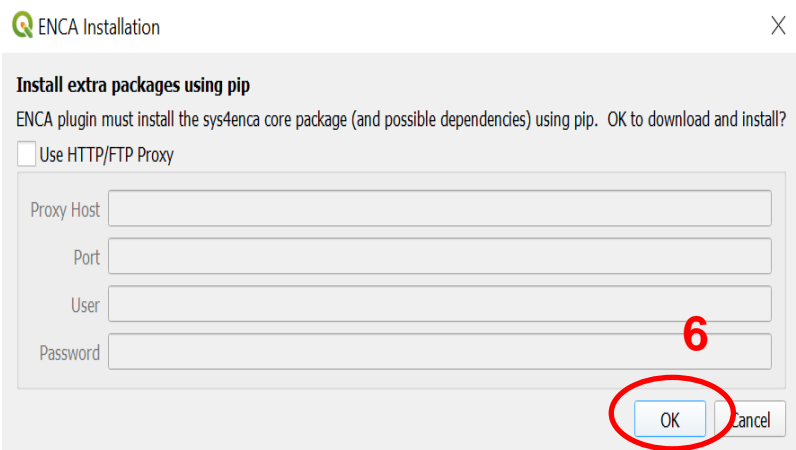 ENCA Installation
Install extra packages using pip
ENCA plugin must install the sys4enca core package (and possible dependencies) using pip. OK to download and install?
Use HTTP/FTP Proxy
Proxy Host
Port
User
Password
6
OK Cancel